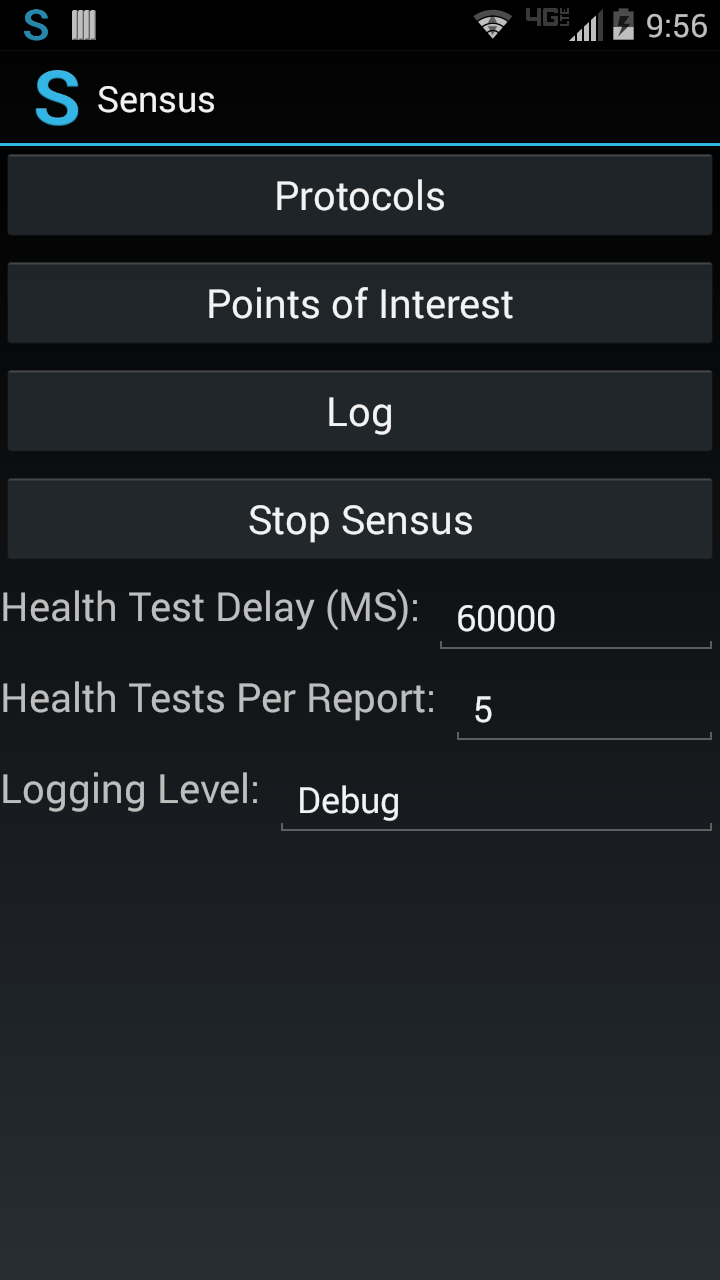 S 4G LTE 9:56
S Sensus
Protocols
Points of Interest
Log
Stop Sensus
Health Test Delay (MS): 60000
Health Tests Per Report: 5
Logging Level: Debug